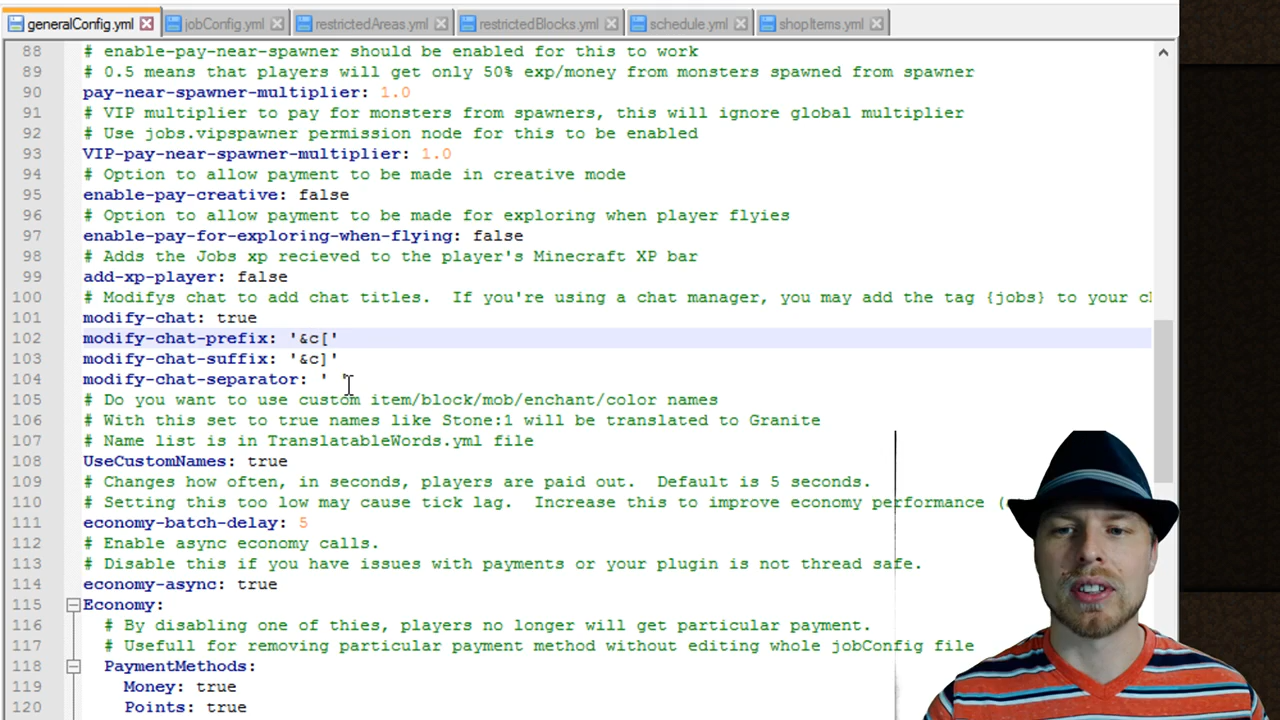 generalConfig.yml jobConfig.yml restrictedAreas.yml restrictedBlocks.yml schedule.yml shopItems.yml
88 # enable-pay-near-spawner should be enabled for this to work
89 # 0.5 means that players will get only 50% exp/money from monsters spawned from spawner
90 pay-near-spawner-multiplier: 1.0
91 # VIP multiplier to pay for monsters from spawners, this will ignore global multiplier
92 # Use jobs.vipspawner permission node for this to be enabled
93 VIP-pay-near-spawner-multiplier: 1.0
94 # Option to allow payment to be made in creative mode
95 enable-pay-creative: false
96 # Option to allow payment to be made for exploring when player flyies
97 enable-pay-for-exploring-when-flying: false
98 # Adds the Jobs xp recieved to the player's Minecraft XP bar
99 add-xp-player: false
100 # Modifys chat to add chat titles.  If you're using a chat manager, you may add the tag {jobs} to your
101 modify-chat: true
102 modify-chat-prefix: '&c['
103 modify-chat-suffix: '&c]'
104 modify-chat-separator: ' '
105 # Do you want to use custom item/block/mob/enchant/color names
106 # With this set to true names like Stone:1 will be translated to Granite
107 # Name list is in TranslatableWords.yml file
108 UseCustomNames: true
109 # Changes how often, in seconds, players are paid out.  Default is 5 seconds.
110 # Setting this too low may cause tick lag.  Increase this to improve economy performance (
111 economy-batch-delay: 5
112 # Enable async economy calls.
113 # Disable this if you have issues with payments or your plugin is not thread safe.
114 economy-async: true
115 Economy:
116 # By disabling one of thies, players no longer will get particular payment.
117 # Usefull for removing particular payment method without editing whole jobConfig file
118 PaymentMethods:
119 Money: true
120 Points: true